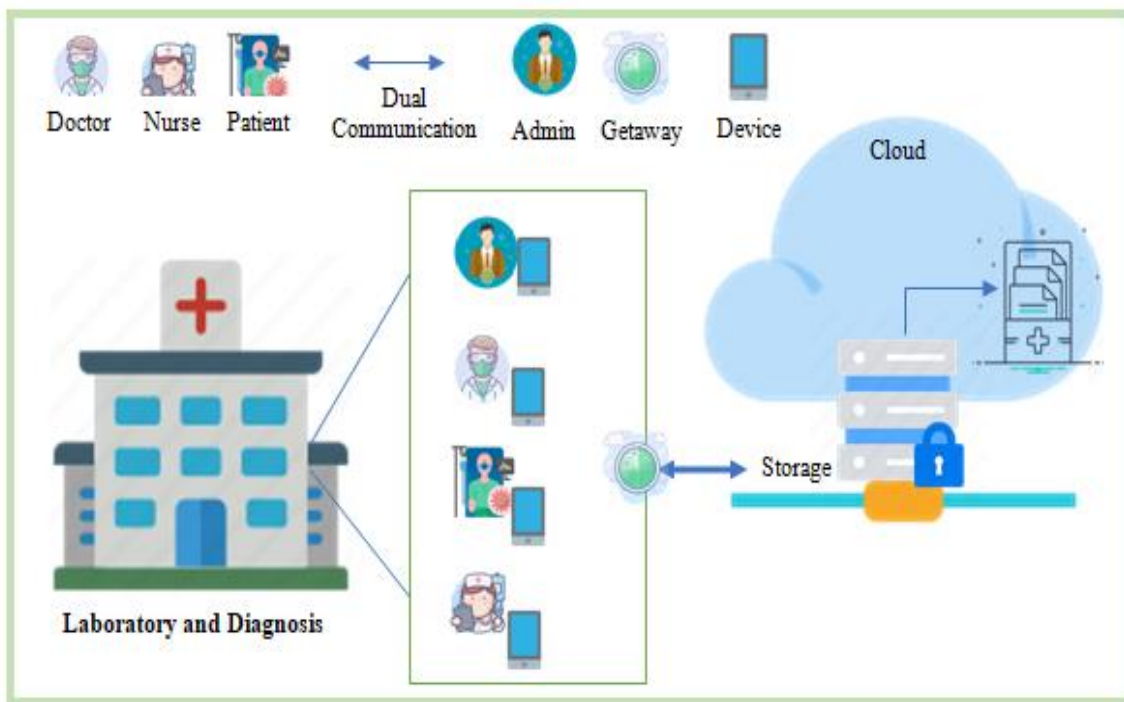 Doctor
Nurse
Patient
Dual
Communication
Admin
Getaway
Device
Cloud
Storage
Laboratory and Diagnosis